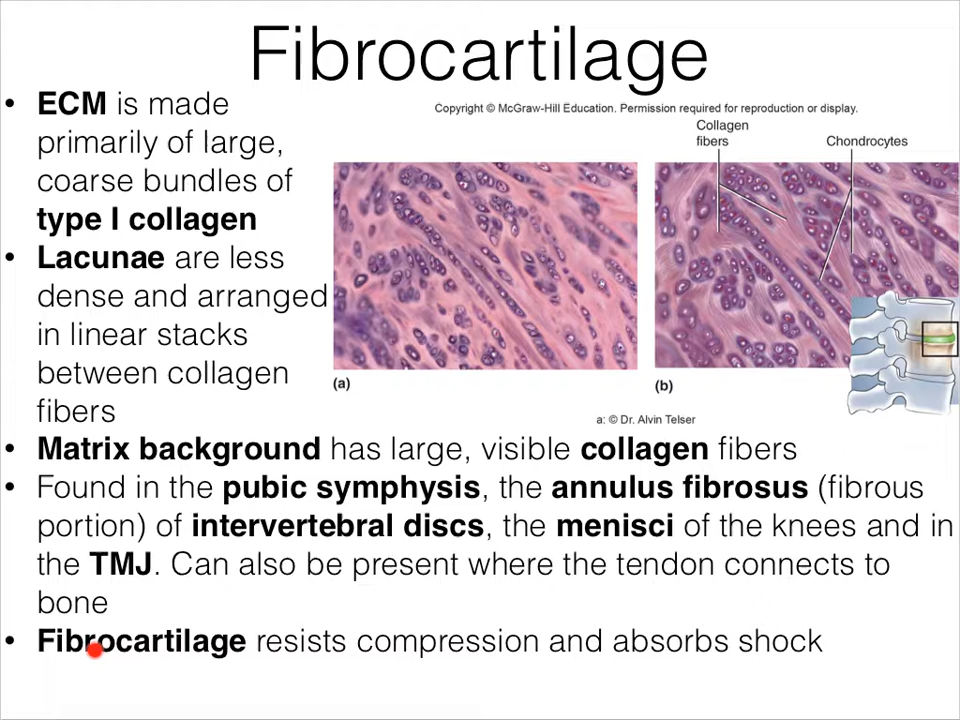 Fibrocartilage
• ECM is made
primarily of large,
coarse bundles of
type I collagen
• Lacunae are less
dense and arranged
in linear stacks
between collagen
fibers
Copyright © McGraw-Hill Education. Permission required for reproduction or display.
Collagen
fibers
Chondrocytes
(a)
(b)
a: © Dr. Alvin Telser
• Matrix background has large, visible collagen fibers
• Found in the pubic symphysis, the annulus fibrosus (fibrous
portion) of intervertebral discs, the menisci of the knees and in
the TMJ. Can also be present where the tendon connects to
bone
• Fibrocartilage resists compression and absorbs shock